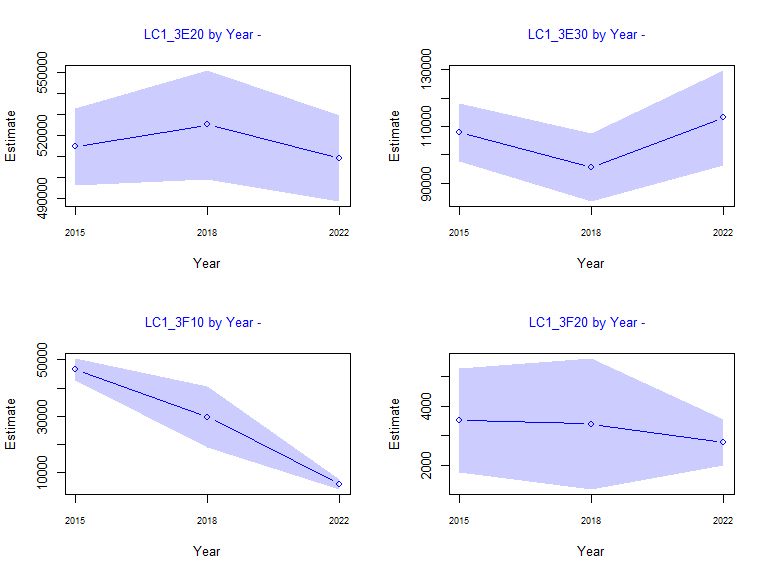 LC1_3E20 by Year -
Estimate
550000
520000
490000
2015
2018
2022
Year
LC1_3E30 by Year -
Estimate
130000
110000
90000
2015
2018
2022
Year
LC1_3F10 by Year -
Estimate
50000
30000
10000
2015
2018
2022
Year
LC1_3F20 by Year -
Estimate
4000
2000
2015
2018
2022
Year